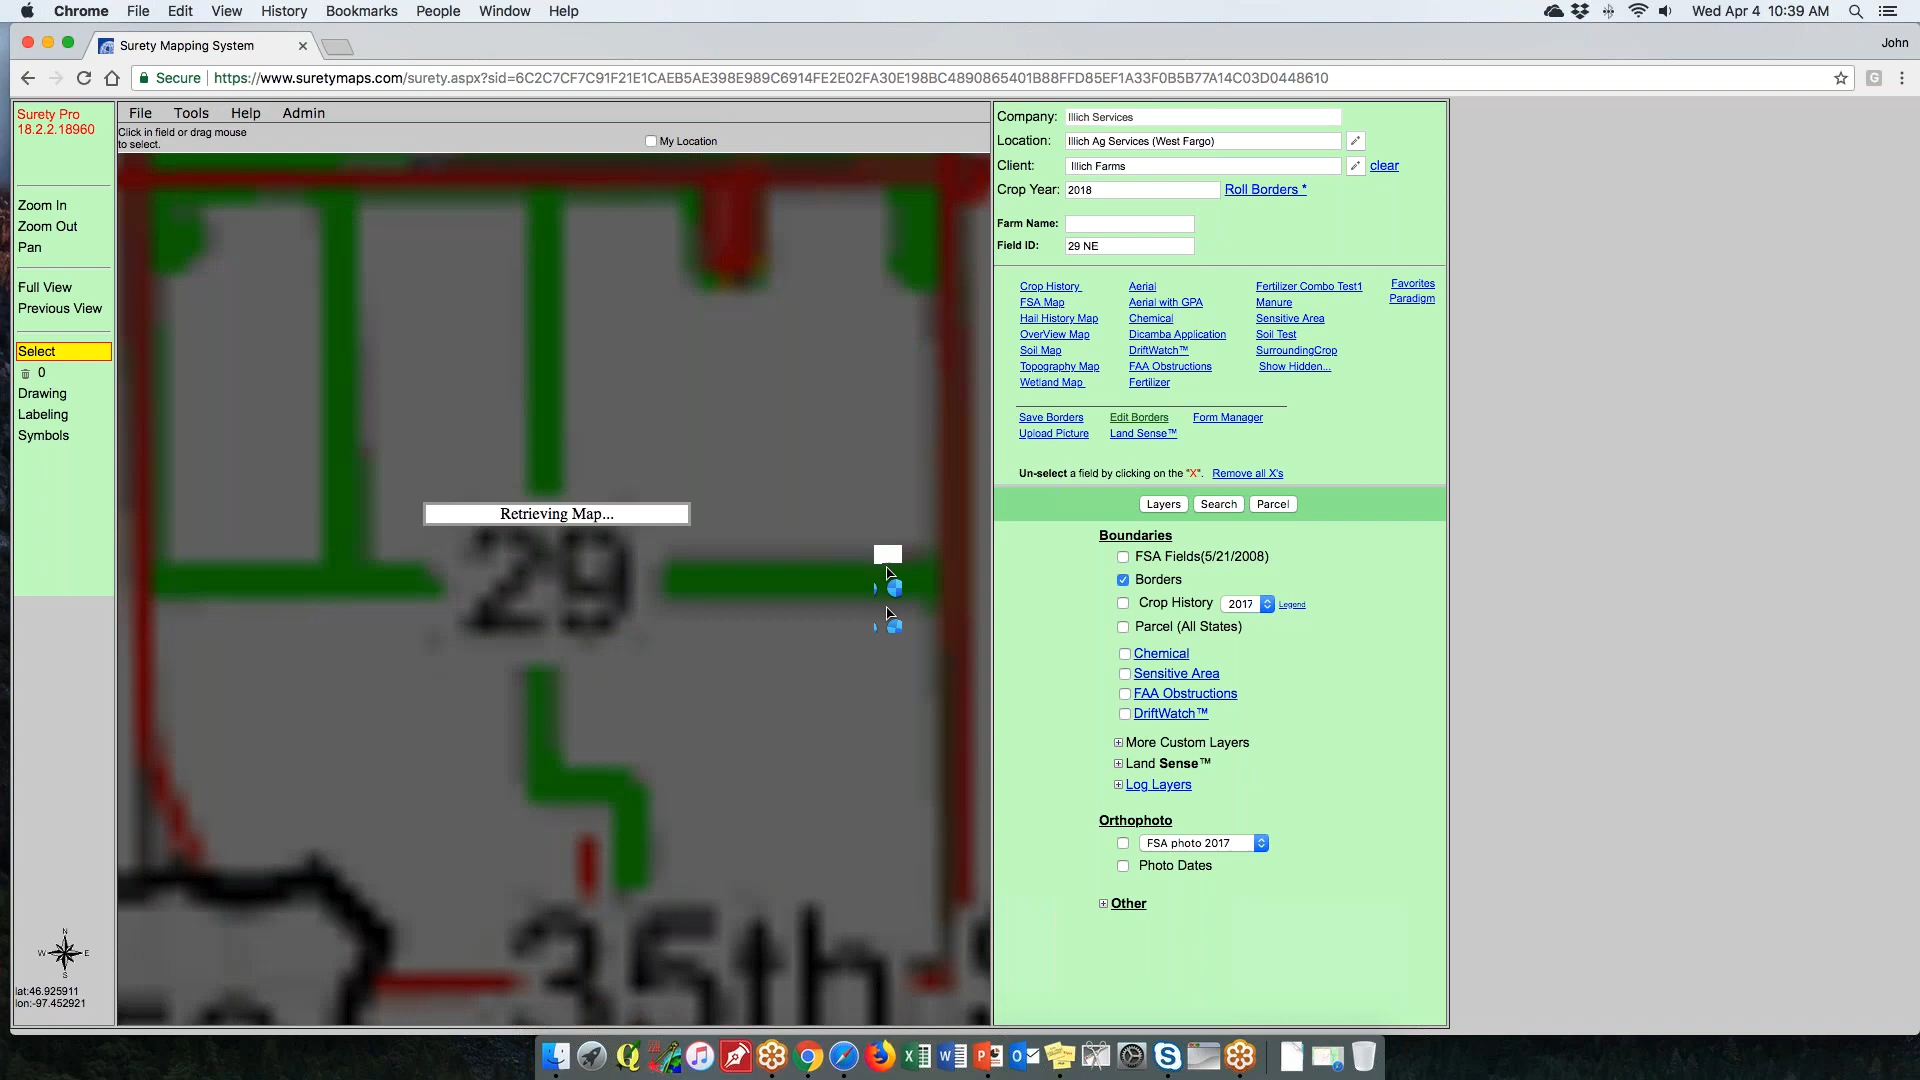 Chrome File Edit View History Bookmarks People Window Help
Wed Apr 4 10:39 AM
Surety Mapping System
John
Secure https://www.suretymaps.com/surety.aspx?sid=6C2C7CF7C91F21E1CAEB5AE398E989C6914FE2E02FA30E198BC4890865401B88FFD85EF1A33F0B5B77A14C03D0448610
Surety Pro
18.2.2.18960
Zoom In
Zoom Out
Pan
Full View
Previous View
Select
0
Drawing
Labeling
Symbols
N
W E
S
lat:46.925911
lon:-97.452921
File Tools Help Admin
Click in field or drag mouse
to select.
My Location
Retrieving Map...
29
35th
Company: Illich Services
Location: Illich Ag Services (West Fargo)
Client: Illich Farms clear
Crop Year: 2018 Roll Borders *
Farm Name:
Field ID: 29 NE
Crop History Aerial Fertilizer Combo Test1 Favorites
FSA Map Aerial with GPA Manure Paradigm
Hail History Map Chemical Sensitive Area
OverView Map Dicamba Application Soil Test
Soil Map DriftWatch™ SurroundingCrop
Topography Map FAA Obstructions Show Hidden...
Wetland Map Fertilizer
Save Borders Edit Borders Form Manager
Upload Picture Land Sense™
Un-select a field by clicking on the "X". Remove all X's
Layers Search Parcel
Boundaries
FSA Fields(5/21/2008)
Borders
Crop History 2017 Legend
Parcel (All States)
Chemical
Sensitive Area
FAA Obstructions
DriftWatch™
More Custom Layers
Land Sense™
Log Layers
Orthophoto
FSA photo 2017
Photo Dates
Other